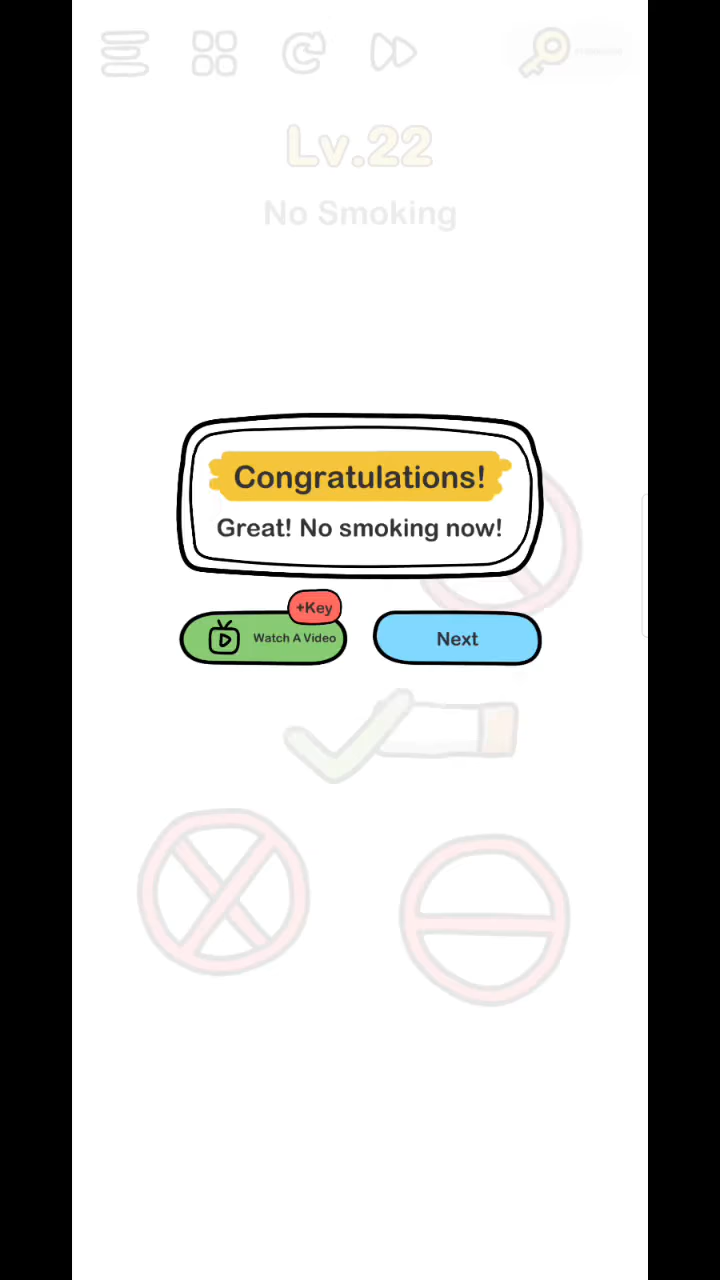 Lv.22
No Smoking
Congratulations!
Great! No smoking now!
+Key
Watch A Video
Next